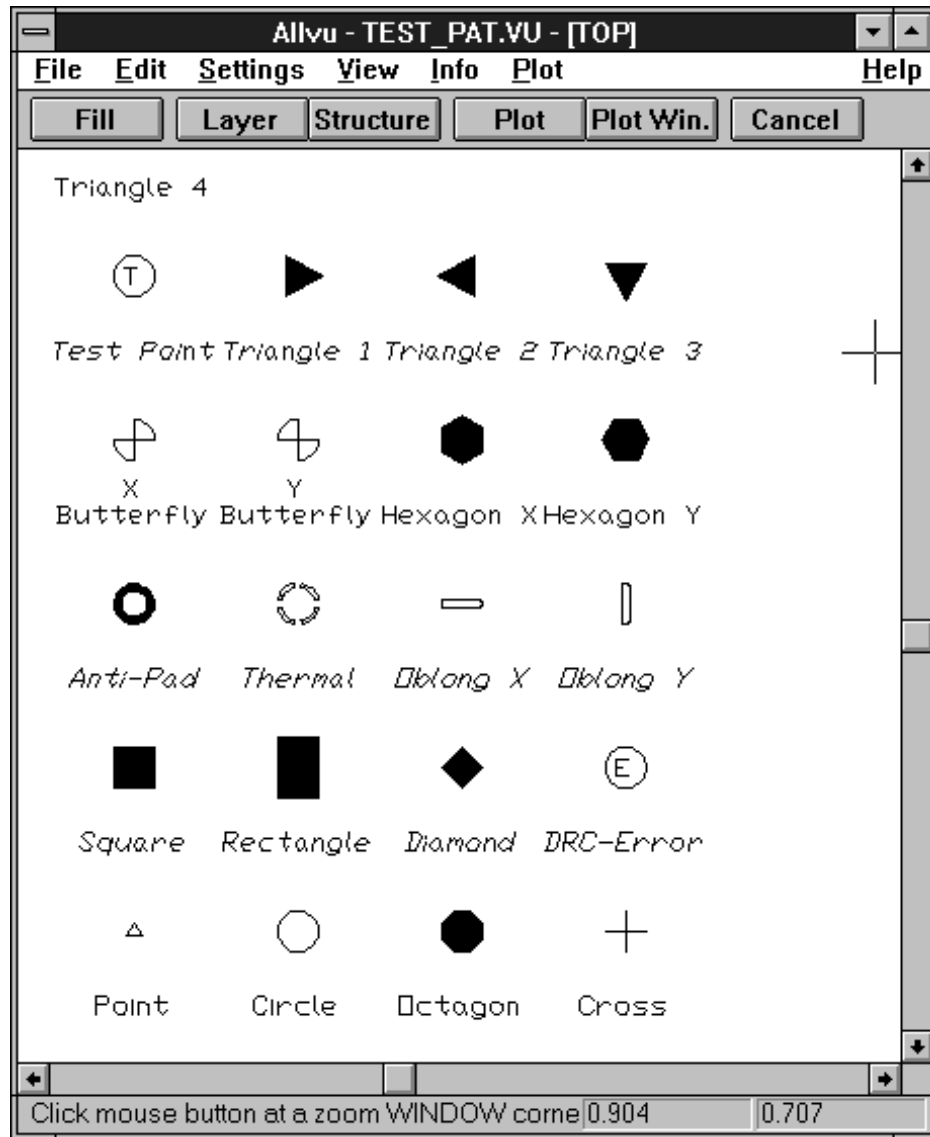 Allvu - TEST_PAT.VU - [TOP]
File Edit Settings View Info Plot Help
Fill Layer Structure Plot Plot Win. Cancel
Triangle 4
T
Test Point Triangle 1 Triangle 2 Triangle 3
X Y
Butterfly Butterfly Hexagon X Hexagon Y
Anti-Pad Thermal Oblong X Oblong Y
E
Square Rectangle Diamond DRC-Error
Point Circle Octagon Cross
Click mouse button at a zoom WINDOW corne 0.904 0.707